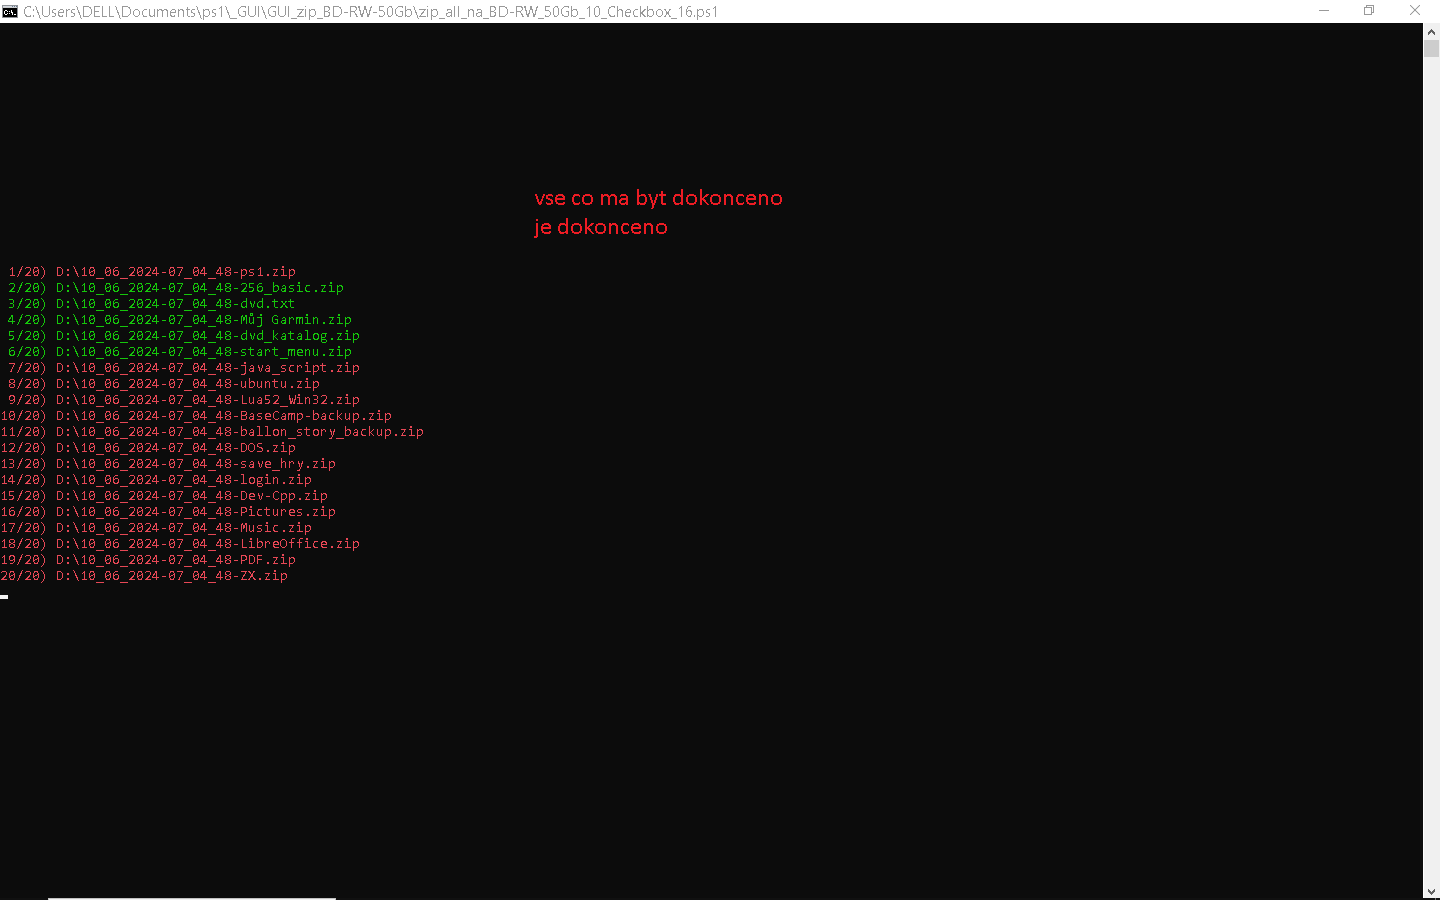 C:\Users\DELL\Documents\ps1\_GUI\GUI_zip_BD-RW-50Gb\zip_all_na_BD-RW_50Gb_10_Checkbox_16.ps1
vse co ma byt dokonceno
je dokonceno
1/20) D:\10_06_2024-07_04_48-ps1.zip
2/20) D:\10_06_2024-07_04_48-256_basic.zip
3/20) D:\10_06_2024-07_04_48-dvd.txt
4/20) D:\10_06_2024-07_04_48-Můj Garmin.zip
5/20) D:\10_06_2024-07_04_48-dvd_katalog.zip
6/20) D:\10_06_2024-07_04_48-start_menu.zip
7/20) D:\10_06_2024-07_04_48-java_script.zip
8/20) D:\10_06_2024-07_04_48-ubuntu.zip
9/20) D:\10_06_2024-07_04_48-Lua52_Win32.zip
10/20) D:\10_06_2024-07_04_48-BaseCamp-backup.zip
11/20) D:\10_06_2024-07_04_48-ballon_story_backup.zip
12/20) D:\10_06_2024-07_04_48-DOS.zip
13/20) D:\10_06_2024-07_04_48-save_hry.zip
14/20) D:\10_06_2024-07_04_48-login.zip
15/20) D:\10_06_2024-07_04_48-Dev-Cpp.zip
16/20) D:\10_06_2024-07_04_48-Pictures.zip
17/20) D:\10_06_2024-07_04_48-Music.zip
18/20) D:\10_06_2024-07_04_48-LibreOffice.zip
19/20) D:\10_06_2024-07_04_48-PDF.zip
20/20) D:\10_06_2024-07_04_48-ZX.zip